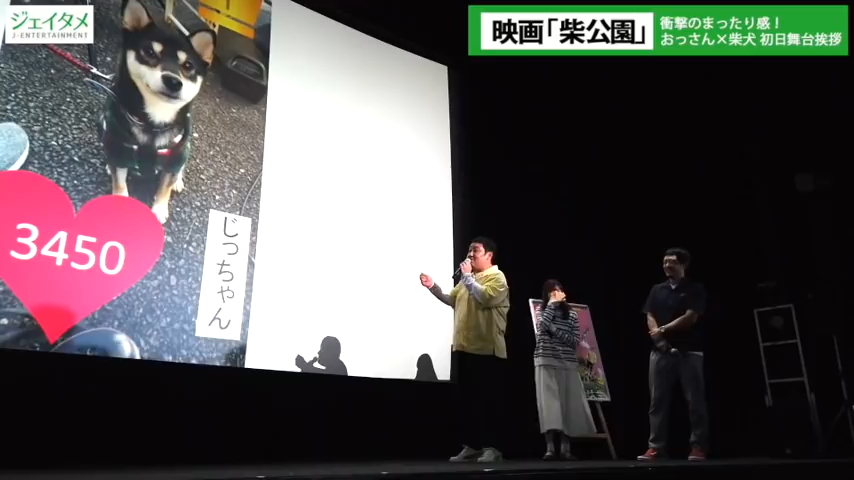 ジェイタメ
J-ENTERTAINMENT
映画「柴公園」
衝撃のまったり感！
おっさん×柴犬 初日舞台挨拶
3450
じっちゃん